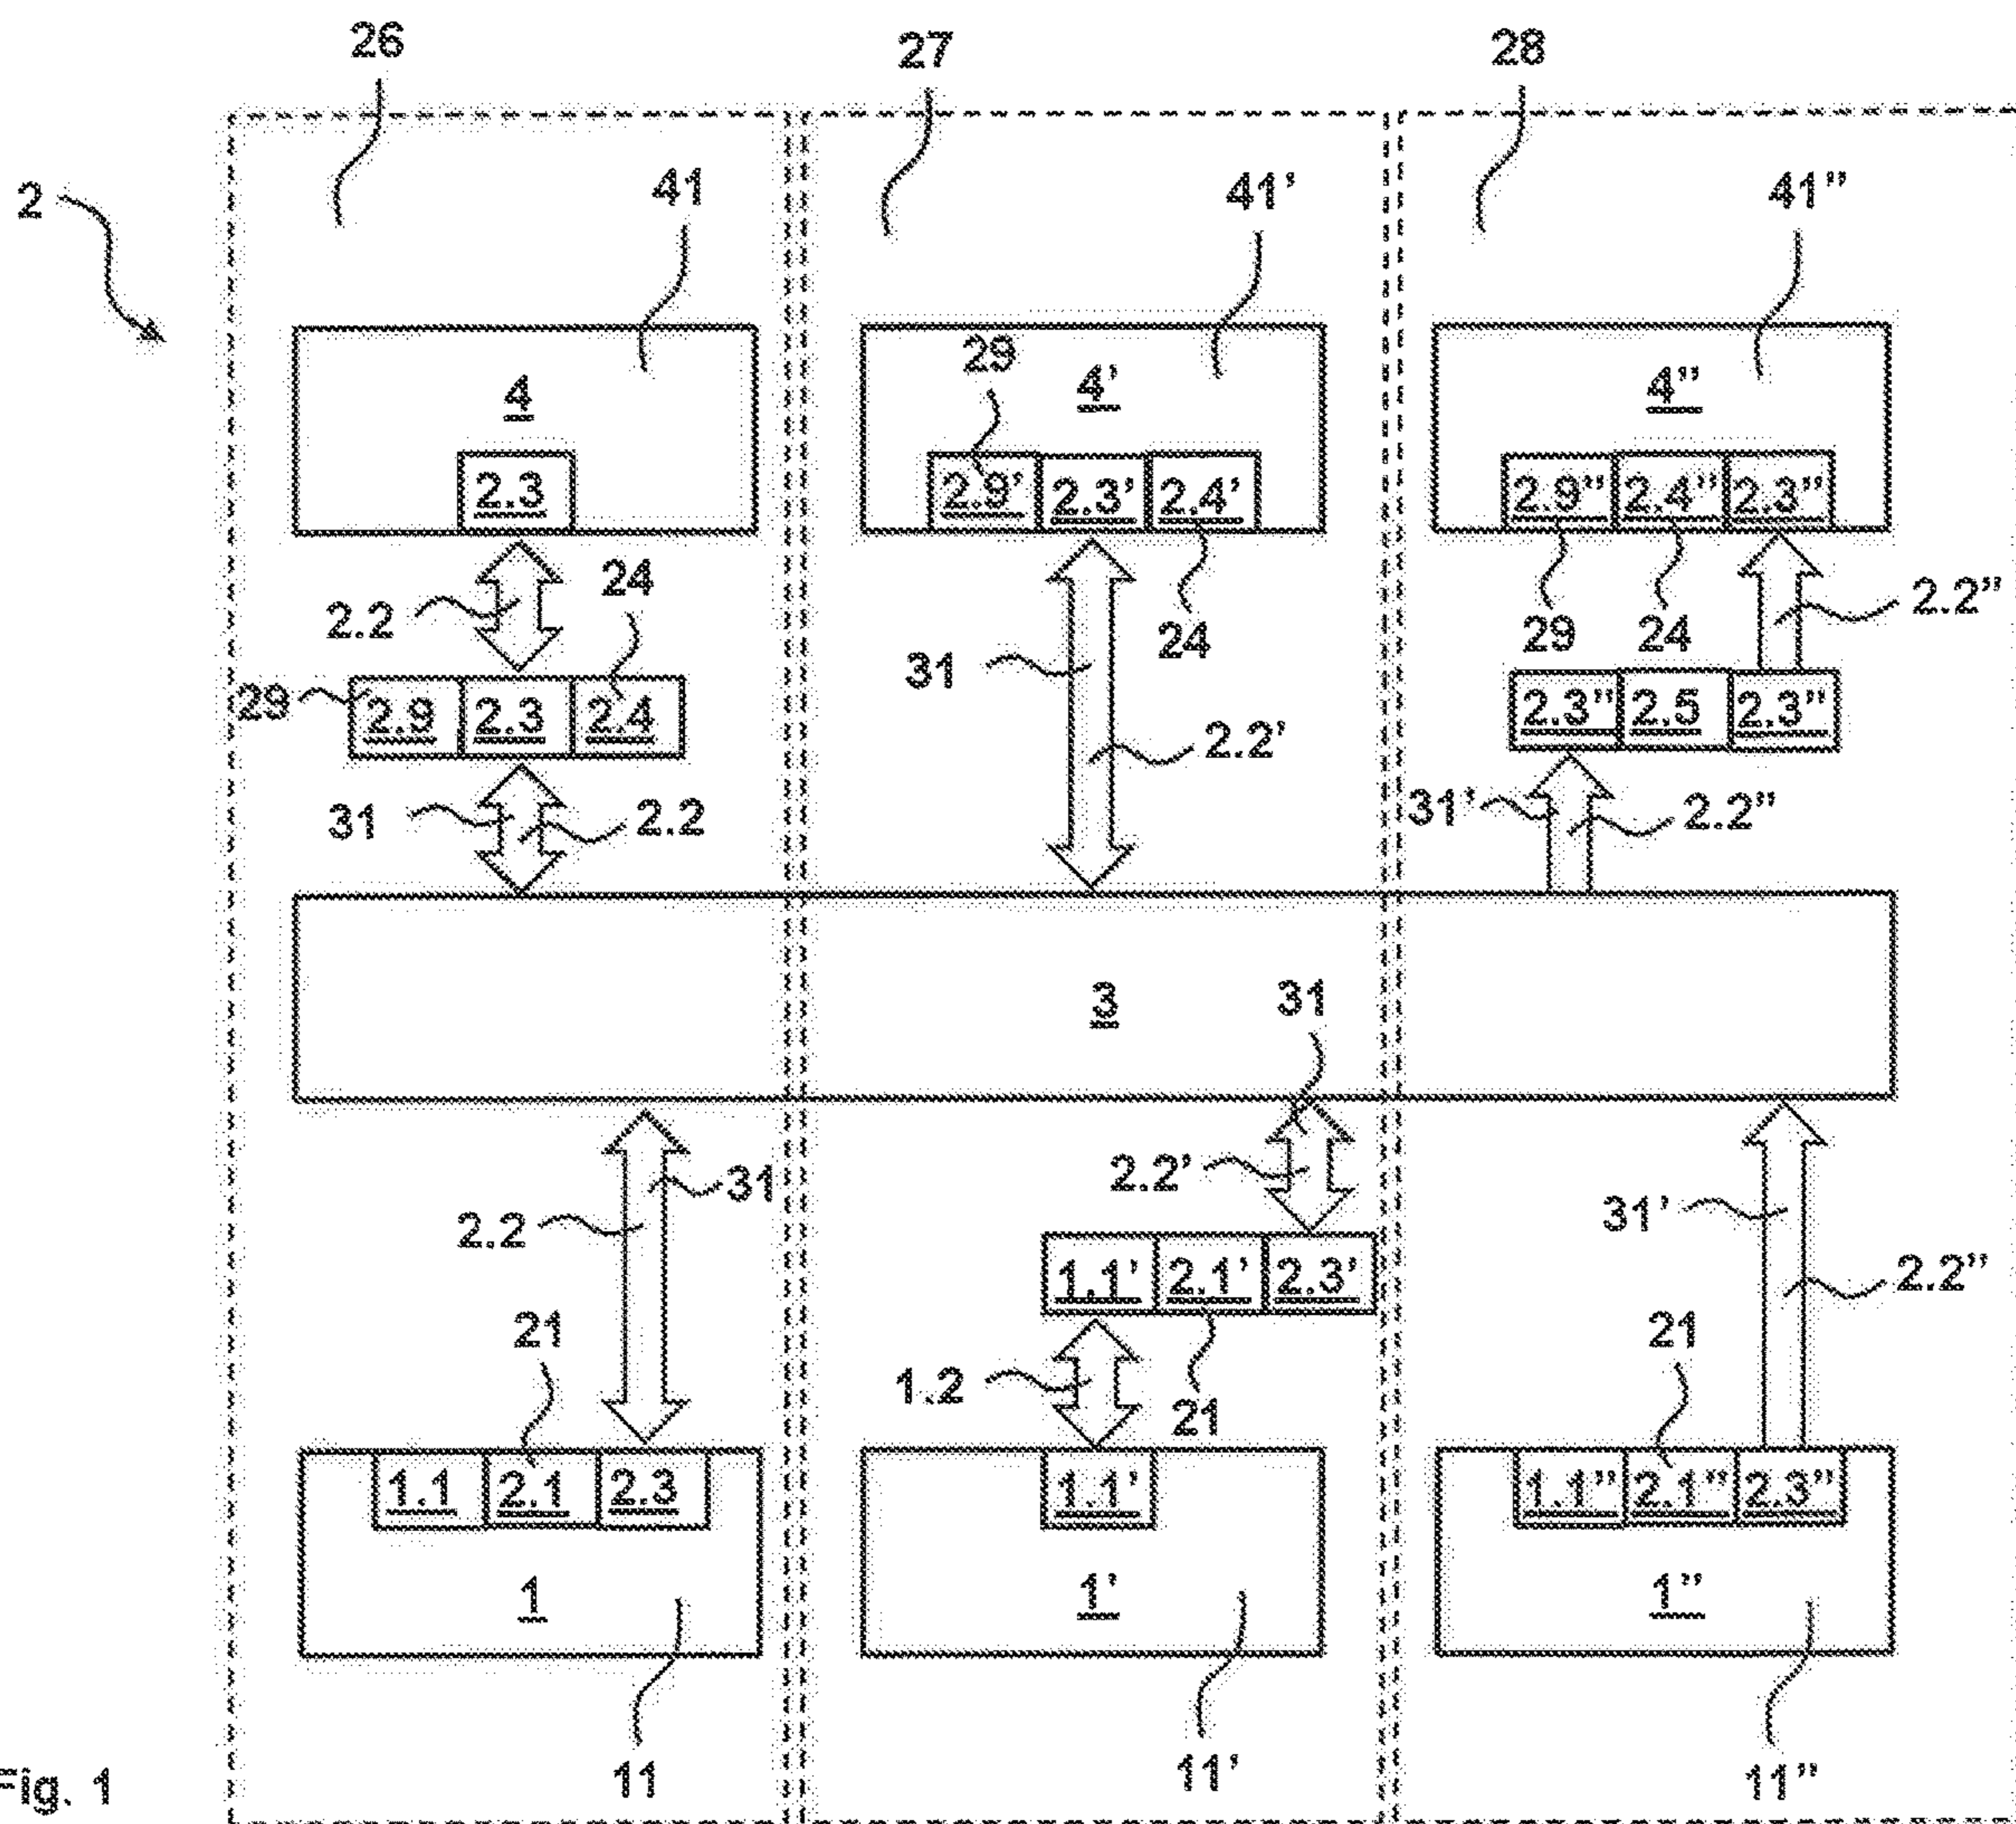 26 27 28
2 41 41' 41"
4 29 4' 4"
2.3 2.9' 2.3' 2.4' 2.9" 2.4" 2.3"
2.2 24 24 29 24 2.2"
29 2.9 2.3 2.4 31 2.2' 2.3" 2.5 2.3"
31 2.2 31' 2.2"
3 31
2.2 31 2.2' 31' 2.2"
1.1' 2.1' 2.3'
21 1.2 21 21
1.1 2.1 2.3 1.1' 1.1" 2.1" 2.3"
1 1' 1"
11 11' 11"
Fig. 1